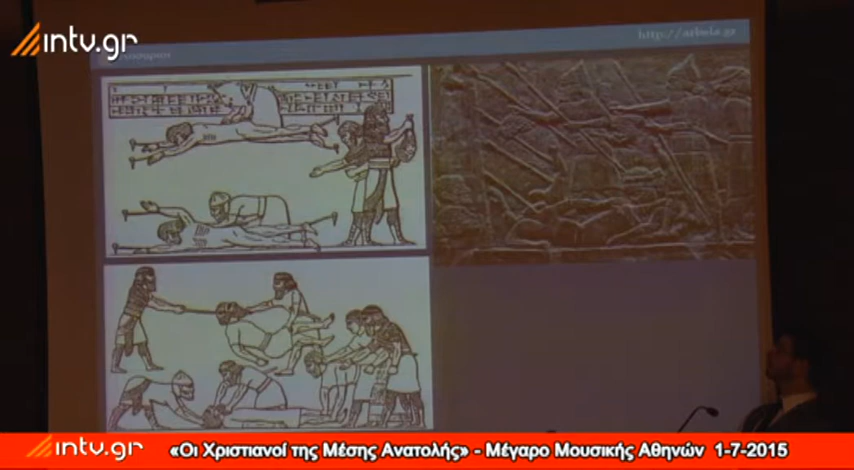 intv.gr
http://arbela.gr
intv.gr
«Οι Χριστιανοί της Μέσης Ανατολής» - Μέγαρο Μουσικής Αθηνών 1-7-2015